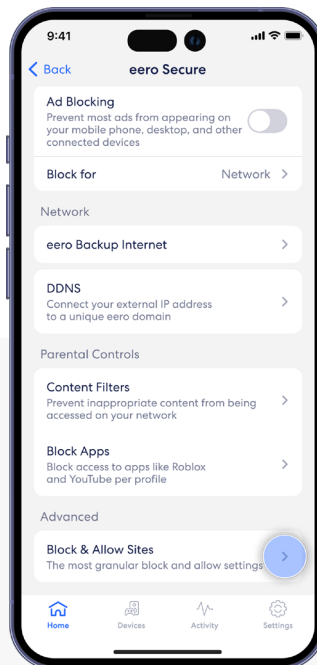 9:41
Back
eero Secure
Ad Blocking
Prevent most ads from appearing on
your mobile phone, desktop, and other
connected devices
Block for
Network
Network
eero Backup Internet
DDNS
Connect your external IP address
to a unique eero domain
Parental Controls
Content Filters
Prevent inappropriate content from being
accessed on your network
Block Apps
Block access to apps like Roblox
and YouTube per profile
Advanced
Block & Allow Sites
The most granular block and allow settings
Home
Devices
Activity
Settings